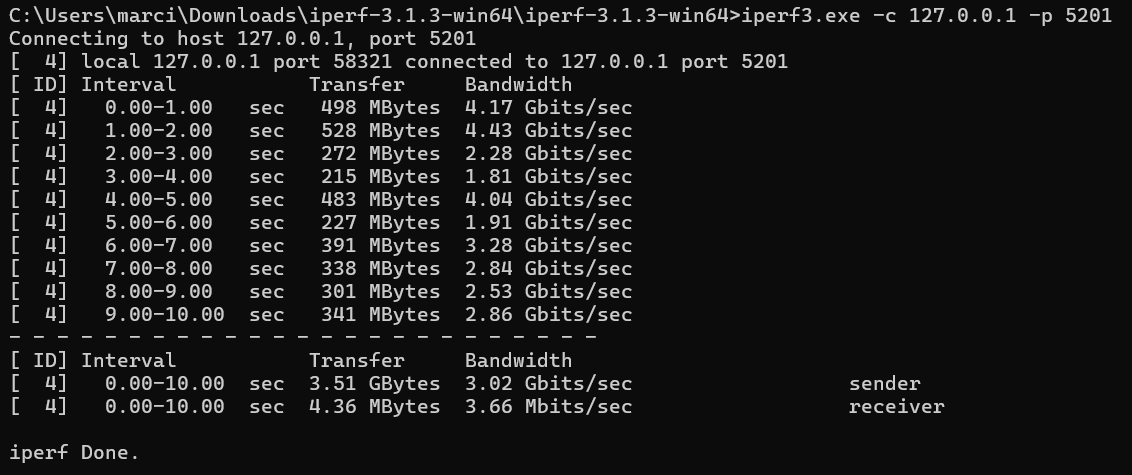 C:\Users\marci\Downloads\iperf-3.1.3-win64\iperf-3.1.3-win64>iperf3.exe -c 127.0.0.1 -p 5201
Connecting to host 127.0.0.1, port 5201
[  4] local 127.0.0.1 port 58321 connected to 127.0.0.1 port 5201
[ ID] Interval           Transfer     Bandwidth
[  4]   0.00-1.00   sec   498 MBytes  4.17 Gbits/sec
[  4]   1.00-2.00   sec   528 MBytes  4.43 Gbits/sec
[  4]   2.00-3.00   sec   272 MBytes  2.28 Gbits/sec
[  4]   3.00-4.00   sec   215 MBytes  1.81 Gbits/sec
[  4]   4.00-5.00   sec   483 MBytes  4.04 Gbits/sec
[  4]   5.00-6.00   sec   227 MBytes  1.91 Gbits/sec
[  4]   6.00-7.00   sec   391 MBytes  3.28 Gbits/sec
[  4]   7.00-8.00   sec   338 MBytes  2.84 Gbits/sec
[  4]   8.00-9.00   sec   301 MBytes  2.53 Gbits/sec
[  4]   9.00-10.00  sec   341 MBytes  2.86 Gbits/sec
- - - - - - - - - - - - - - - - - - - - - - - - -
[ ID] Interval           Transfer     Bandwidth
[  4]   0.00-10.00  sec  3.51 GBytes  3.02 Gbits/sec                  sender
[  4]   0.00-10.00  sec  4.36 MBytes  3.66 Mbits/sec                  receiver

iperf Done.